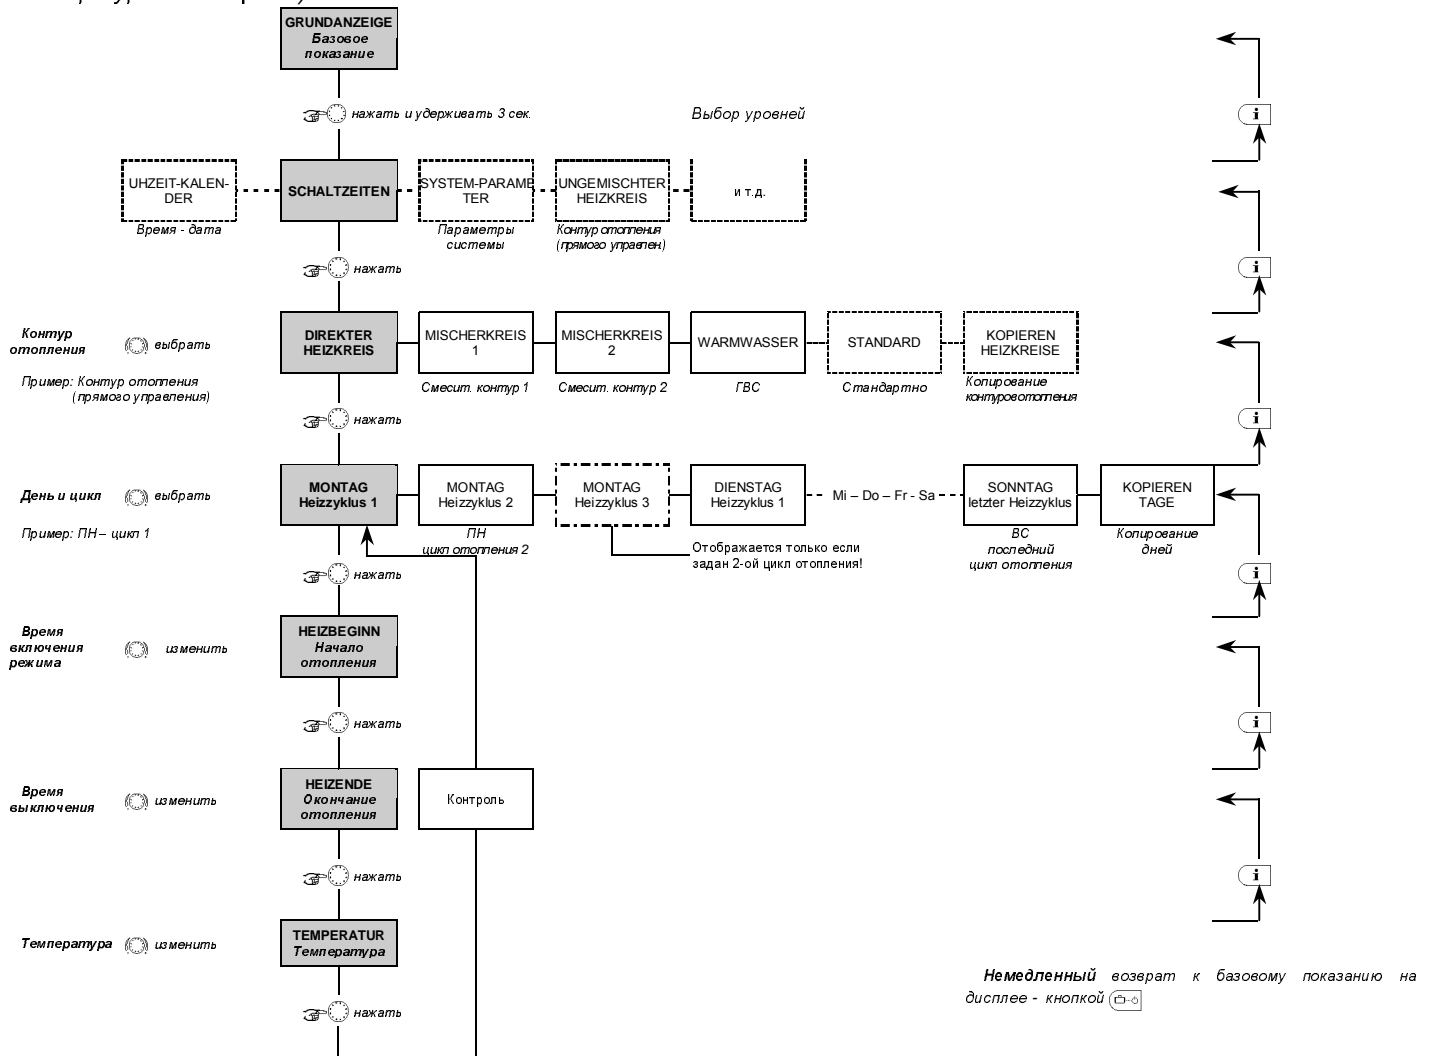 GRUNDANZEIGE
Базовое
показание
нажать и удерживать 3 сек.
Выбор уровней
i
UHZEIT-KALEN-
DER
SCHALTZEITEN
SYSTEM-PARAME
TER
UNGEMISCHTER
HEIZKREIS
и т.д.
Время - дата
Параметры
системы
Контур отопления
(прямого управлен.)
нажать
i
Контур
отопления
выбрать
DIREKTER
HEIZKREIS
MISCHERKREIS
1
MISCHERKREIS
2
WARMWASSER
STANDARD
KOPIEREN
HEIZKREISE
Пример: Контур отопления
(прямого управления)
Смесит. контур 1
Смесит. контур 2
ГВС
Стандартно
Копирование
контуров отопления
нажать
i
День и цикл
выбрать
MONTAG
Heizzyklus 1
MONTAG
Heizzyklus 2
MONTAG
Heizzyklus 3
DIENSTAG
Heizzyklus 1
Mi – Do – Fr - Sa
SONNTAG
letzter Heizzyklus
KOPIEREN
TAGE
Пример: ПН – цикл 1
ПН
цикл отопления 2
Отображается только если
задан 2-ой цикл отопления!
ВС
последний
цикл отопления
Копирование
дней
нажать
i
Время
включения
режима
изменить
HEIZBEGINN
Начало
отопления
нажать
i
Время
выключения
изменить
HEIZENDE
Окончание
отопления
Контроль
нажать
i
Температура
изменить
TEMPERATUR
Температура
Немедленный возврат к базовому показанию на
дисплее - кнопкой
нажать